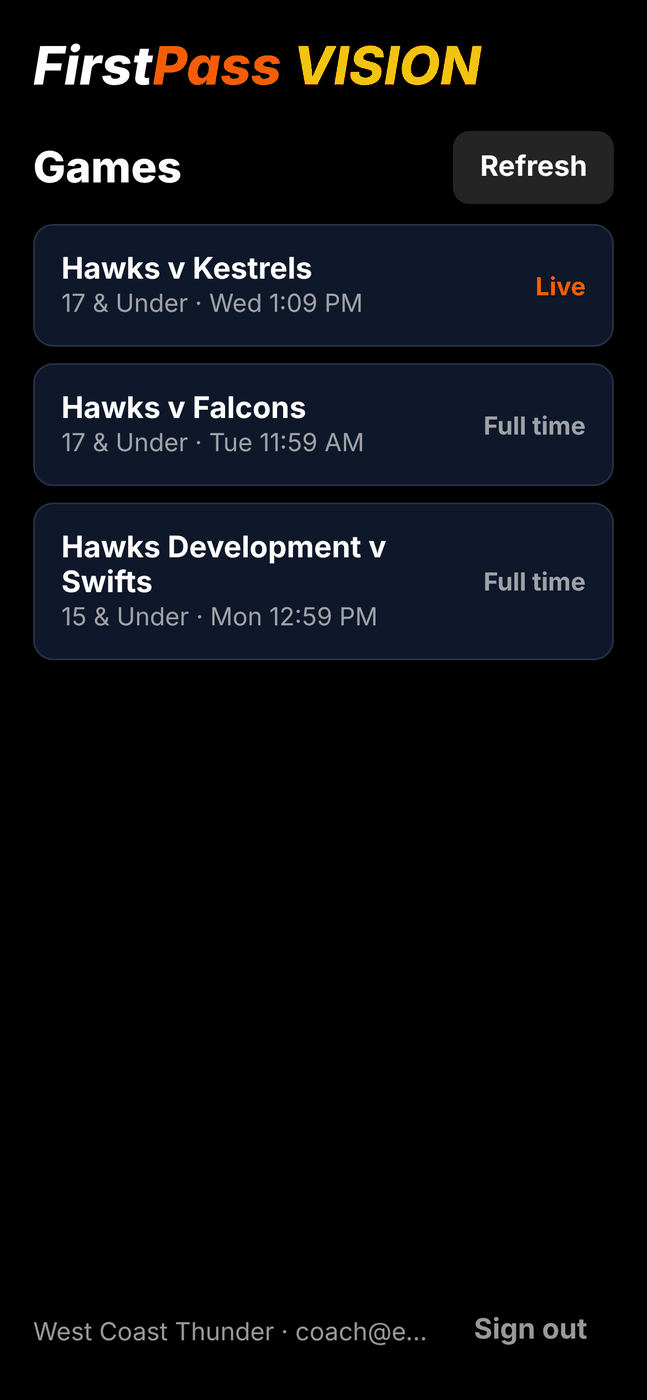 FirstPass VISION
Games
Refresh
Hawks v Kestrels
17 & Under · Wed 1:09 PM
Live
Hawks v Falcons
17 & Under · Tue 11:59 AM
Full time
Hawks Development v
Swifts
15 & Under · Mon 12:59 PM
Full time
West Coast Thunder · coach@e...
Sign out